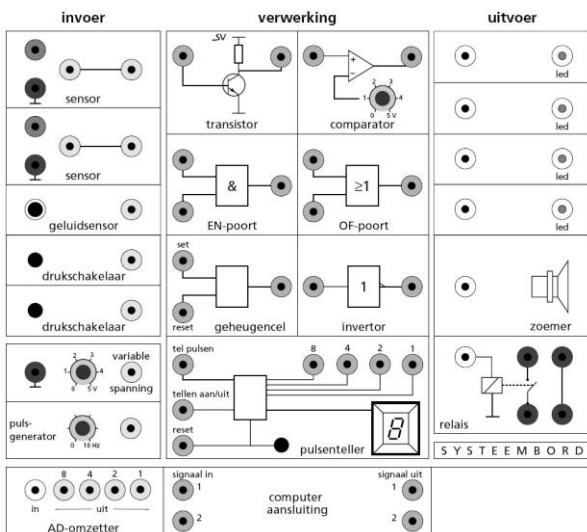 invoer
sensor
sensor
geluidsensor
drukschakelaar
drukschakelaar
variable
spanning
0 1 2 3 4 5 V
puls-
generator
0 10 Hz
verwerking
5V
transistor
+
−
0 1 2 3 4 5 V
comparator
&
EN-poort
≥1
OF-poort
set
reset
geheugencel
1
invertor
tel pulsen
8 4 2 1
tellen aan/uit
reset
8
pulsenteller
uitvoer
led
led
led
led
zoemer
relais
SYSTEEMBORD
8 4 2 1
in uit
AD-omzetter
signaal in
1
2
computer
aansluiting
signaal uit
1
2